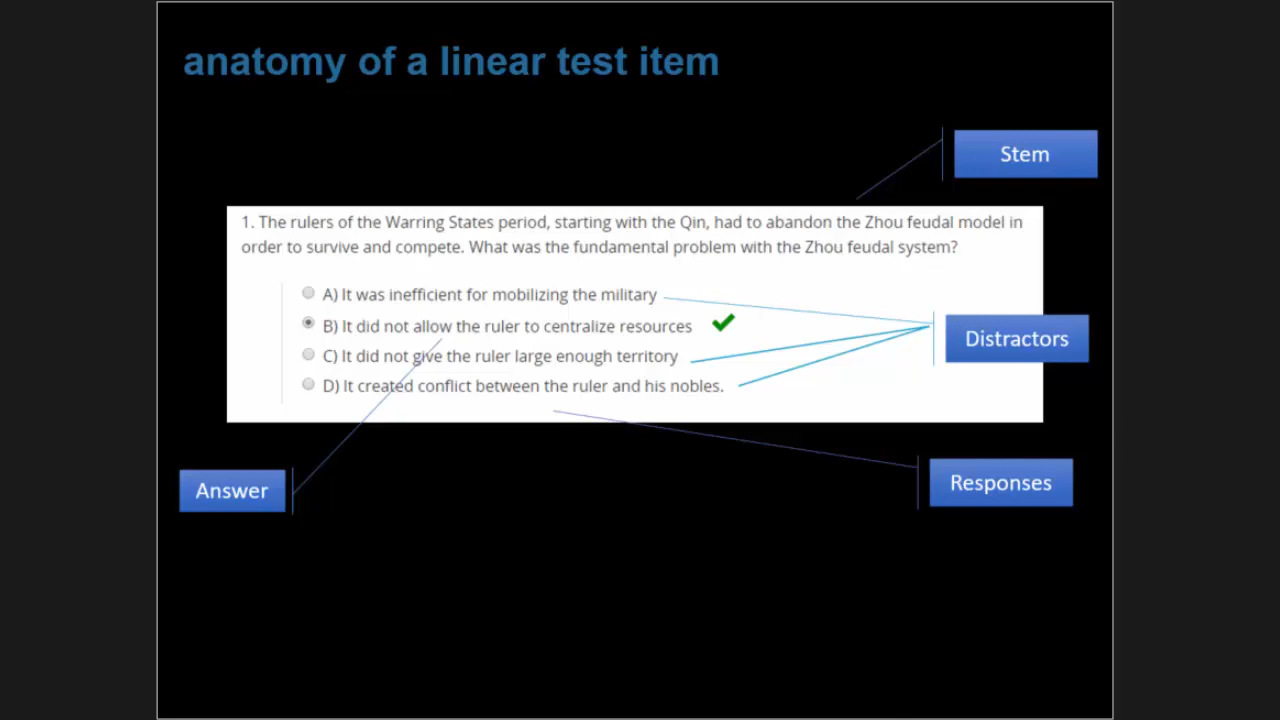 anatomy of a linear test item
Stem
1. The rulers of the Warring States period, starting with the Qin, had to abandon the Zhou feudal model in
order to survive and compete. What was the fundamental problem with the Zhou feudal system?
A) It was inefficient for mobilizing the military
B) It did not allow the ruler to centralize resources
C) It did not give the ruler large enough territory
D) It created conflict between the ruler and his nobles.
Distractors
Answer
Responses